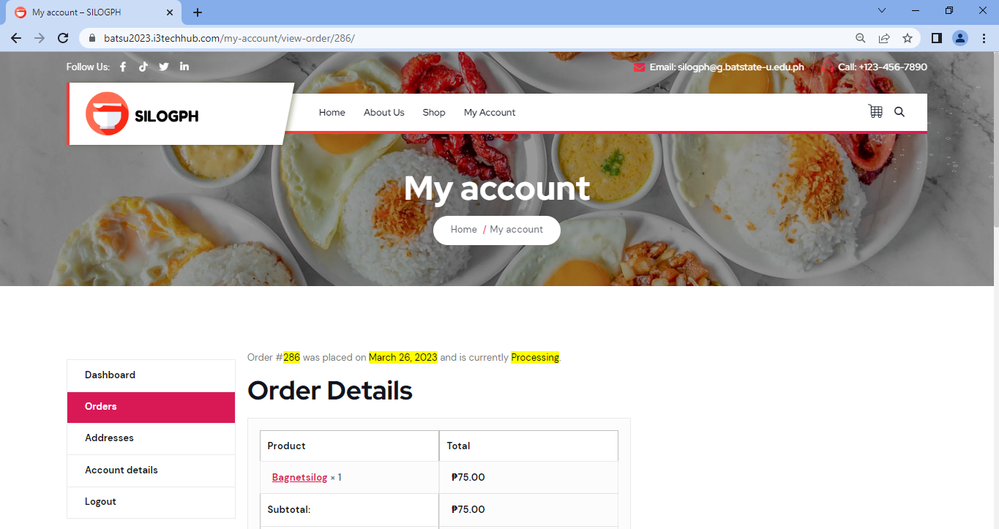 My account – SILOGPH
batsu2023.i3techhub.com/my-account/view-order/286/
Follow Us:
Email: silogph@g.batstate-u.edu.ph
Call: +123-456-7890
SILOGPH
Home About Us Shop My Account
My account
Home / My account
Dashboard
Orders
Addresses
Account details
Logout
Order #286 was placed on March 26, 2023 and is currently Processing.
Order Details
Product Total
Bagnetsilog × 1 ₱75.00
Subtotal: ₱75.00